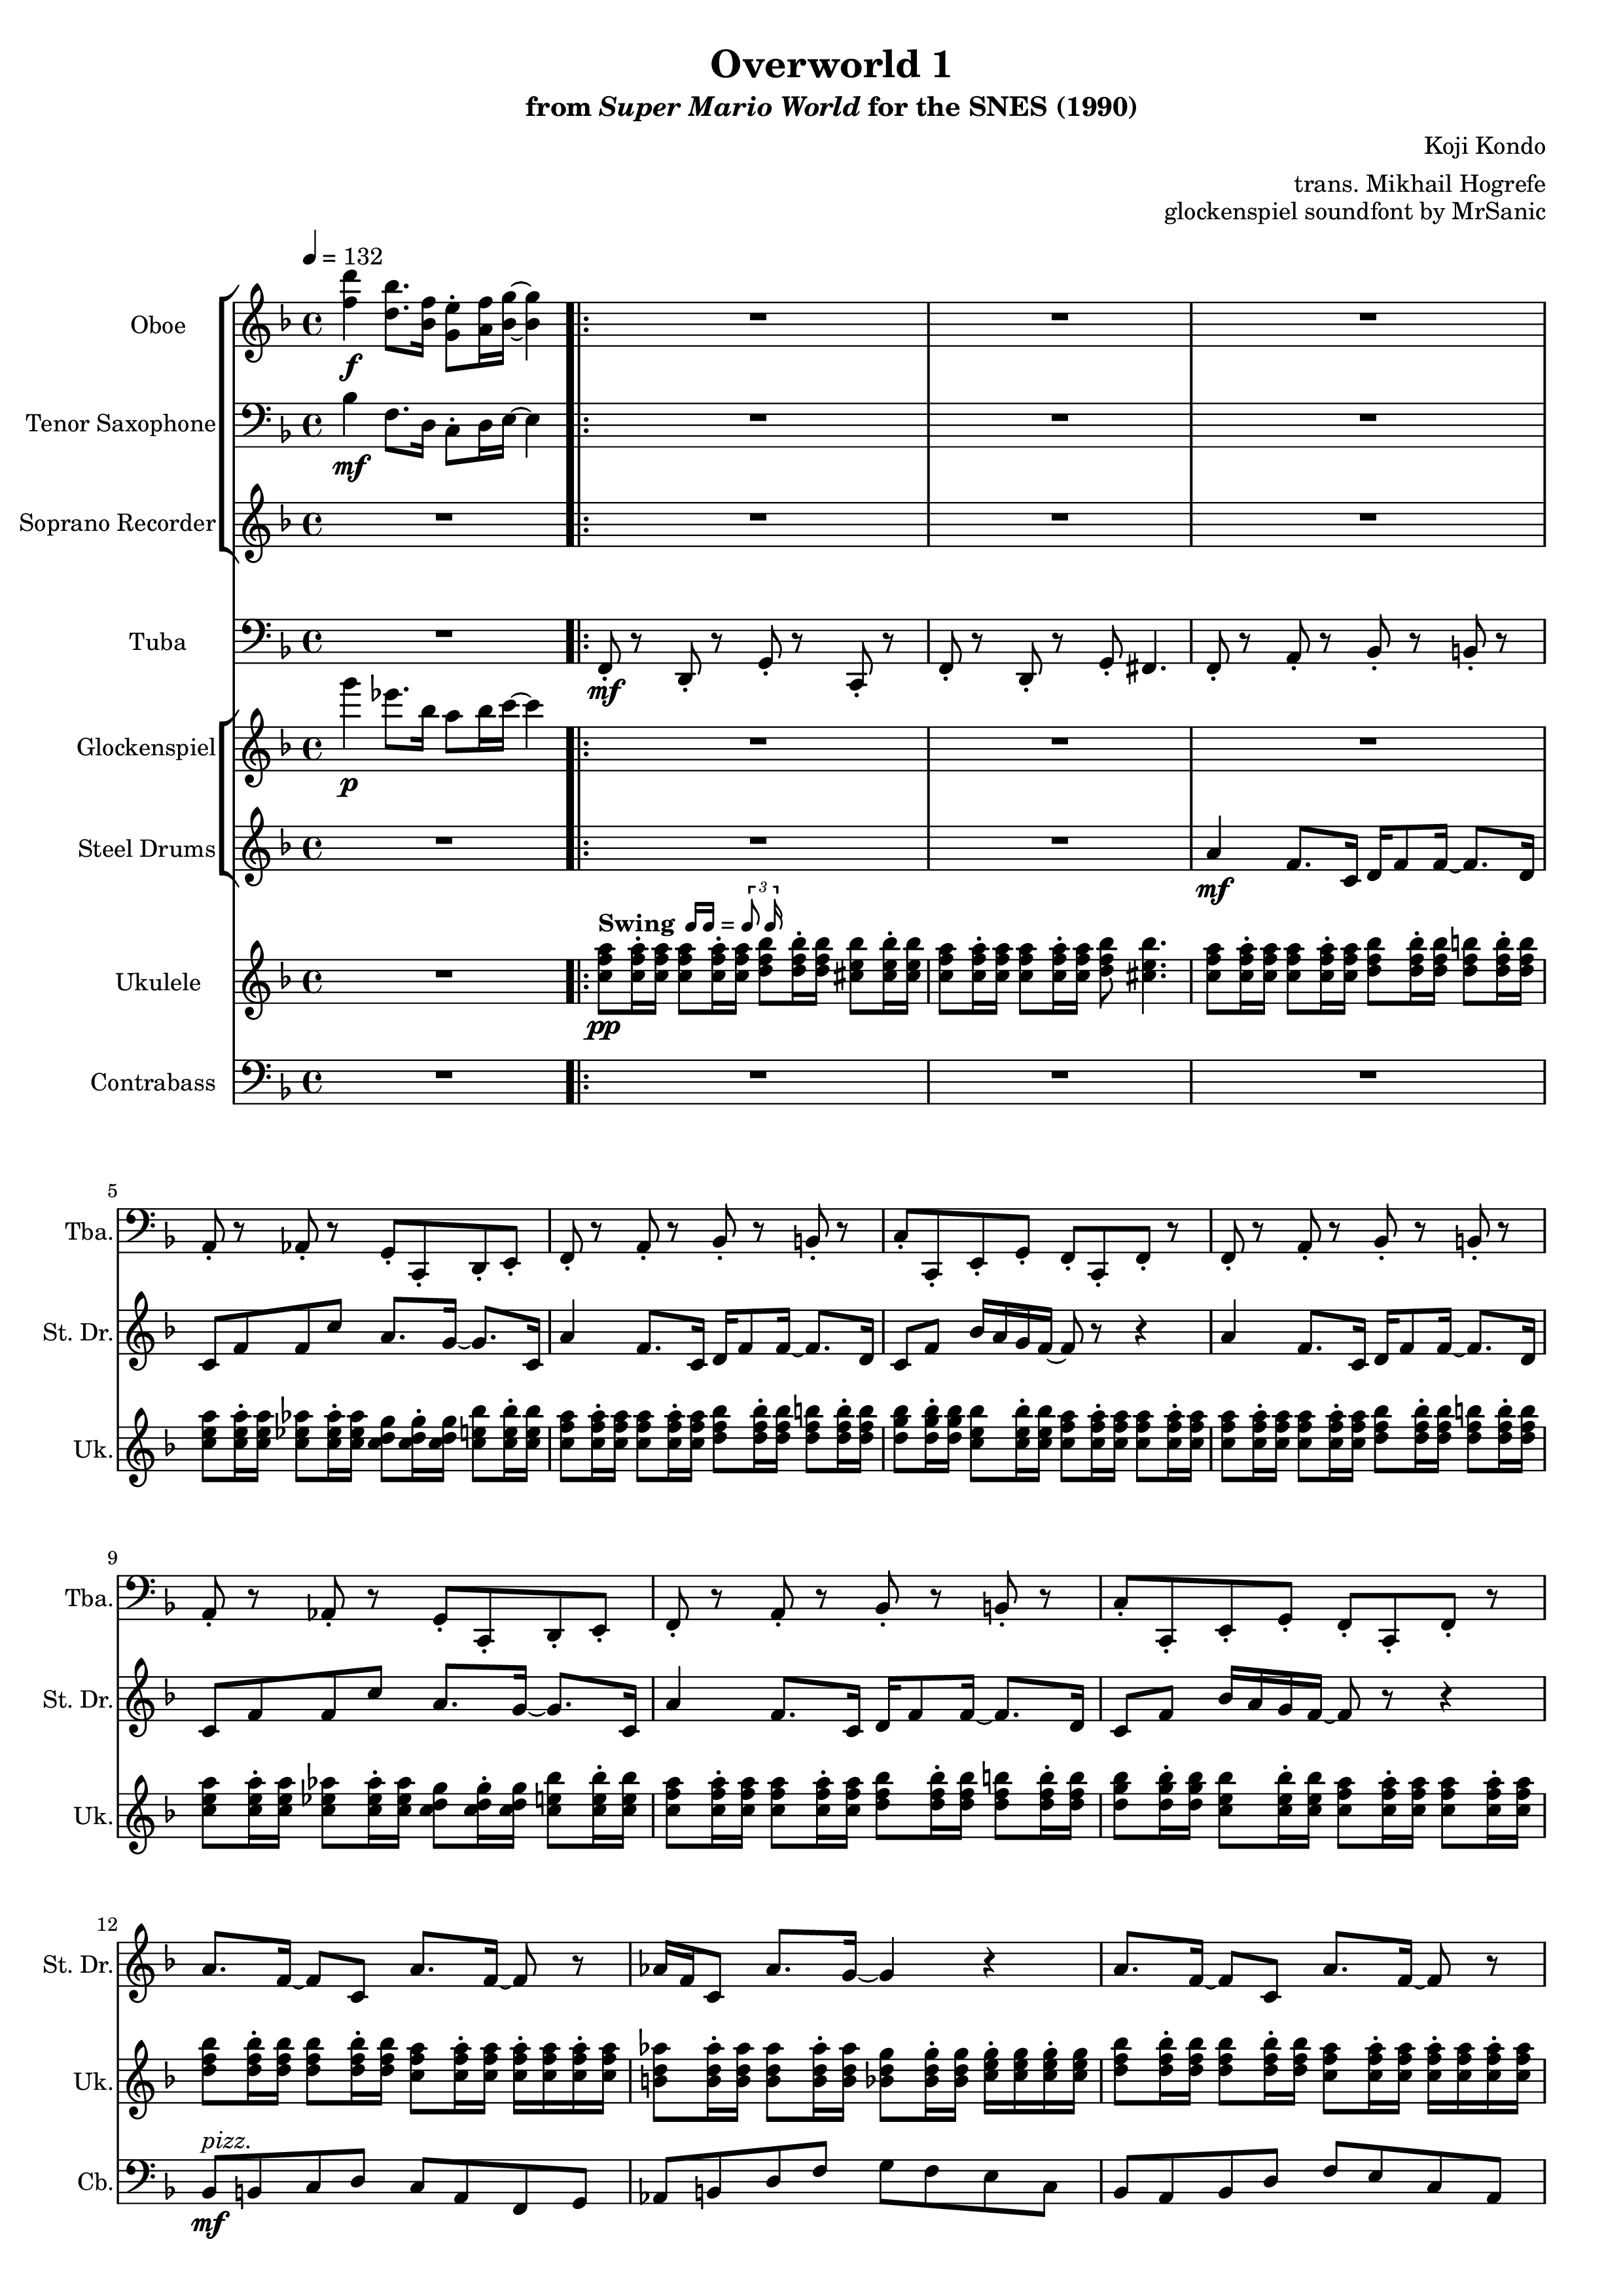 Overworld 1
from Super Mario World for the SNES (1990)
Koji Kondo
trans. Mikhail Hogrefe
glockenspiel soundfont by MrSanic
= 132
Oboe
f
Tenor Saxophone
mf
Soprano Recorder
Tuba
mf
Glockenspiel
p
Steel Drums
mf
Swing = 3
Ukulele
pp
Contrabass
5
Tba.
St. Dr.
Uk.
9
Tba.
St. Dr.
Uk.
12
St. Dr.
Uk.
pizz.
Cb.
mf